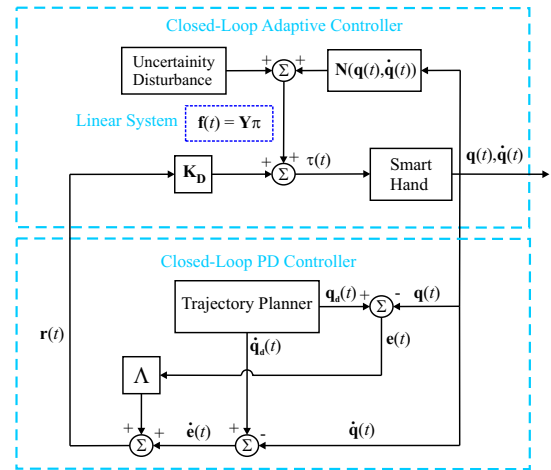 Closed-Loop Adaptive Controller
Uncertainity
Disturbance
+
Σ
+
N(q(t),q̇(t))
Linear System
f(t) = Yπ
K_D
+
+
Σ
τ(t)
Smart
Hand
q(t),q̇(t)
Closed-Loop PD Controller
Trajectory Planner
q_d(t)
+
Σ
-
q(t)
q̇_d(t)
e(t)
r(t)
Λ
+
Σ
+
ė(t)
+
Σ
-
q̇(t)